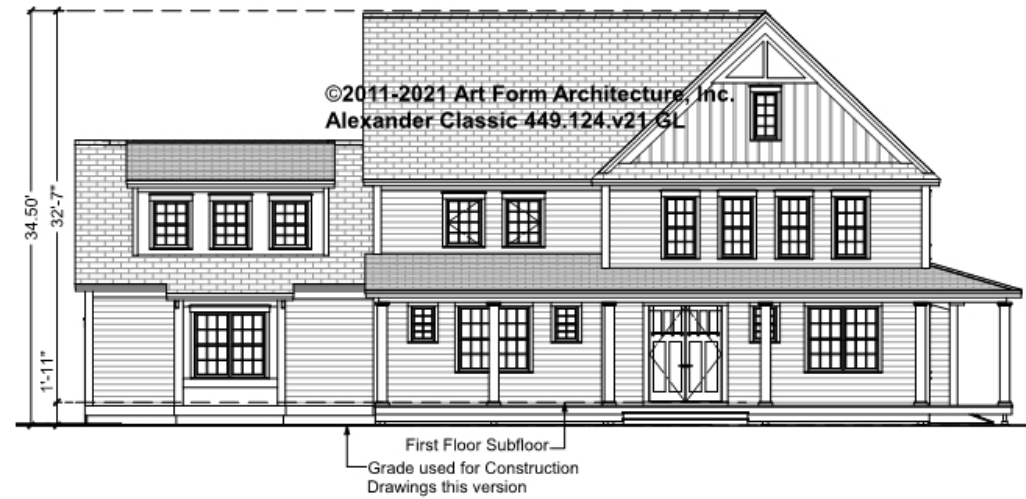 ©2011-2021 Art Form Architecture, Inc.
Alexander Classic 449.124.v21 GL
34.50'
32'-7"
1'-11"
First Floor Subfloor
Grade used for Construction
Drawings this version